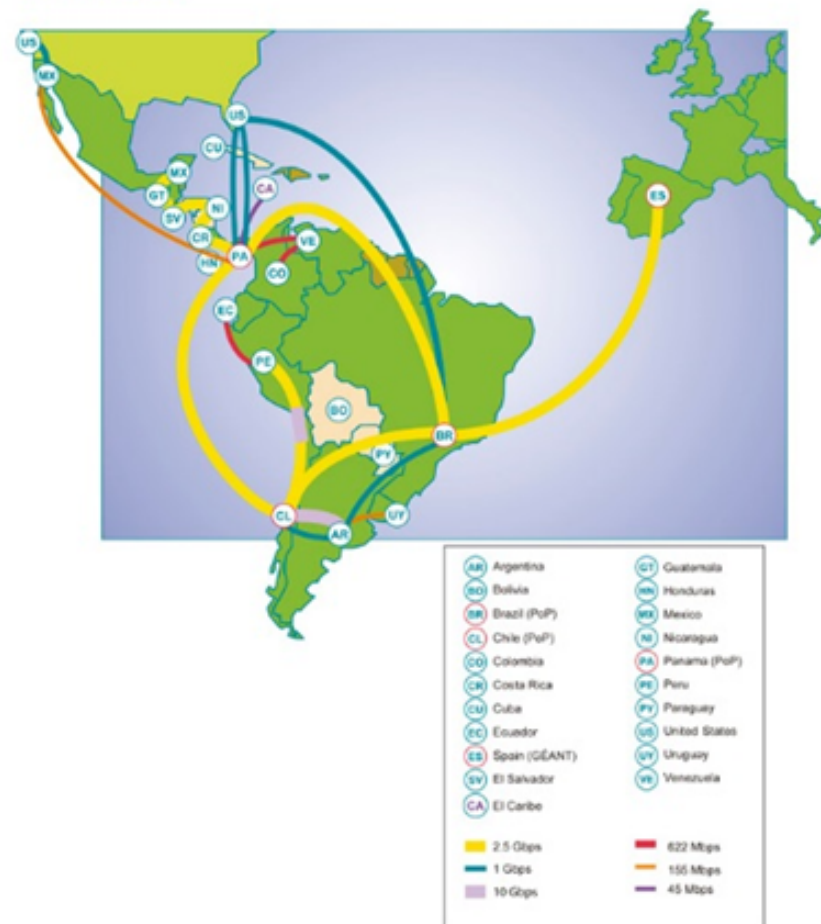 US
MX
US
CU
MX
CA
GT
NI
SV
ES
CR
VE
PA
HN
CO
EC
PE
BO
BR
PY
CL
UY
AR
AR Argentina
BO Bolivia
BR Brazil (PoP)
CL Chile (PoP)
CO Colombia
CR Costa Rica
CU Cuba
EC Ecuador
ES Spain (GÉANT)
SV El Salvador
CA El Caribe
GT Guatemala
HN Honduras
MX Mexico
NI Nicaragua
PA Panama (PoP)
PE Peru
PY Paraguay
US United States
UY Uruguay
VE Venezuela
2.5 Gbps
1 Gbps
10 Gbps
622 Mbps
155 Mbps
45 Mbps